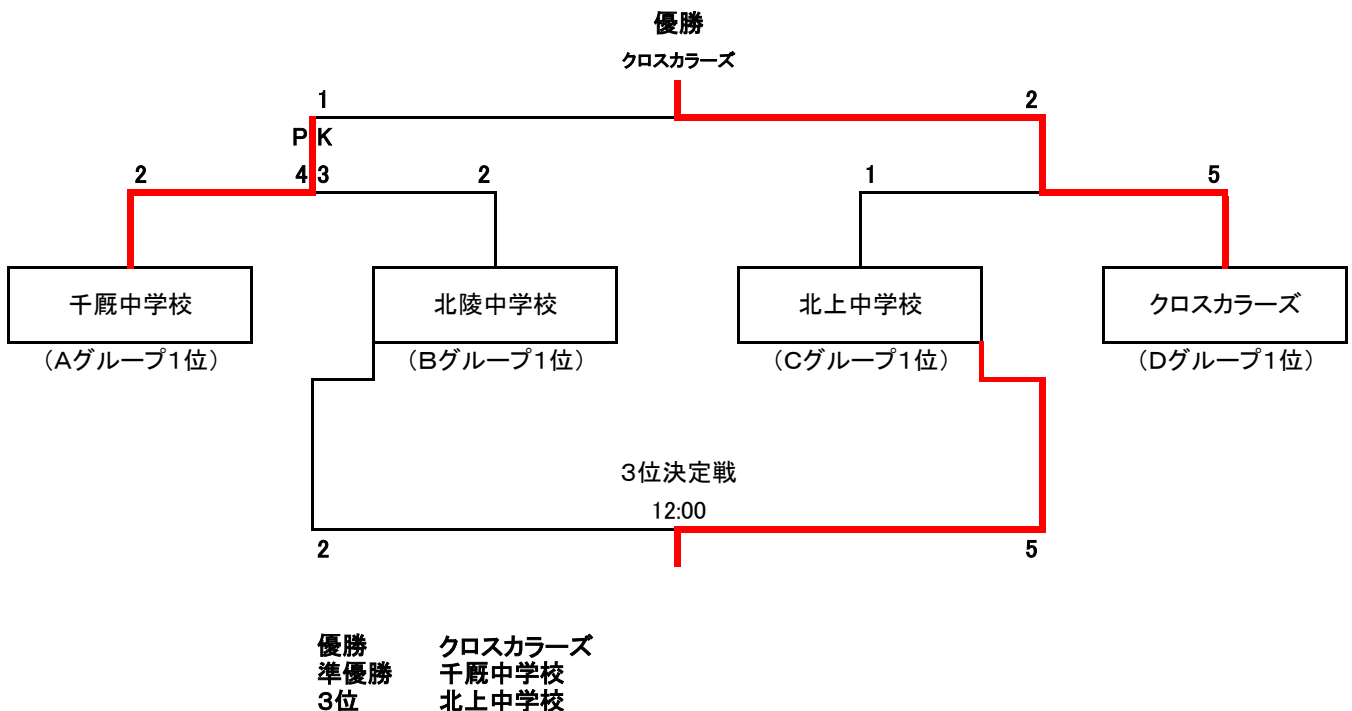 優勝
クロスカラーズ
1 2
P K
2 4 3 2 1 5
千厩中学校 北陵中学校 北上中学校 クロスカラーズ
（Aグループ1位） （Bグループ1位） （Cグループ1位） （Dグループ1位）
3位決定戦
12:00
2 5
優勝 クロスカラーズ
準優勝 千厩中学校
3位 北上中学校